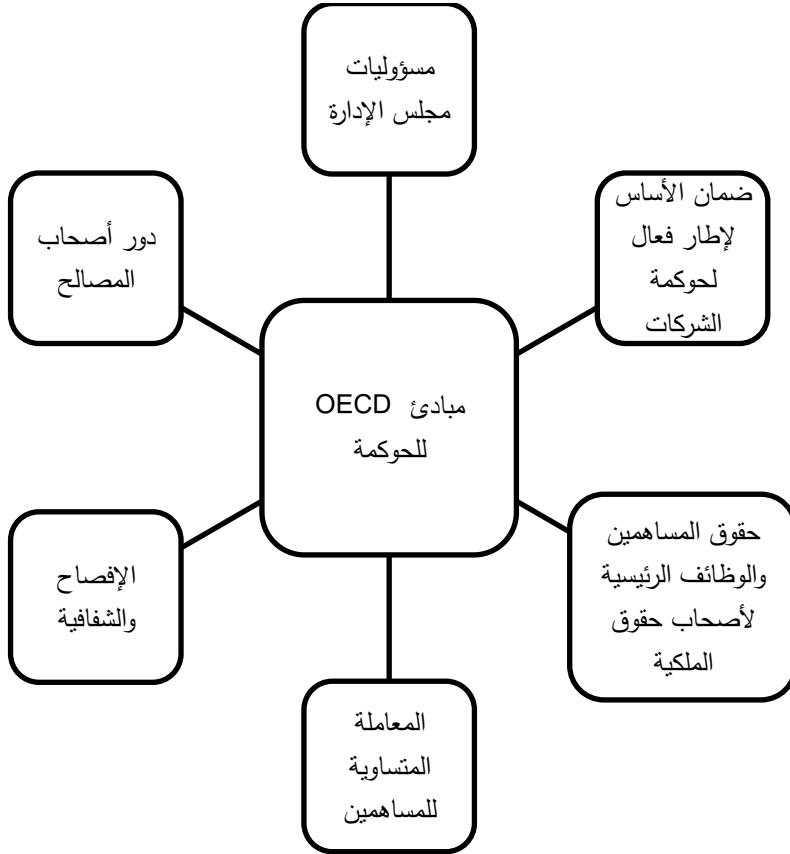 مسؤوليات
مجلس الإدارة
ضمان الأساس
لإطار فعال
لحوكمة
الشركات
دور أصحاب
المصالح
مبادئ OECD
للحوكمة
حقوق المساهمين
والوظائف الرئيسية
لأصحاب حقوق
الملكية
الإفصاح
والشفافية
المعاملة
المتساوية
للمساهمين